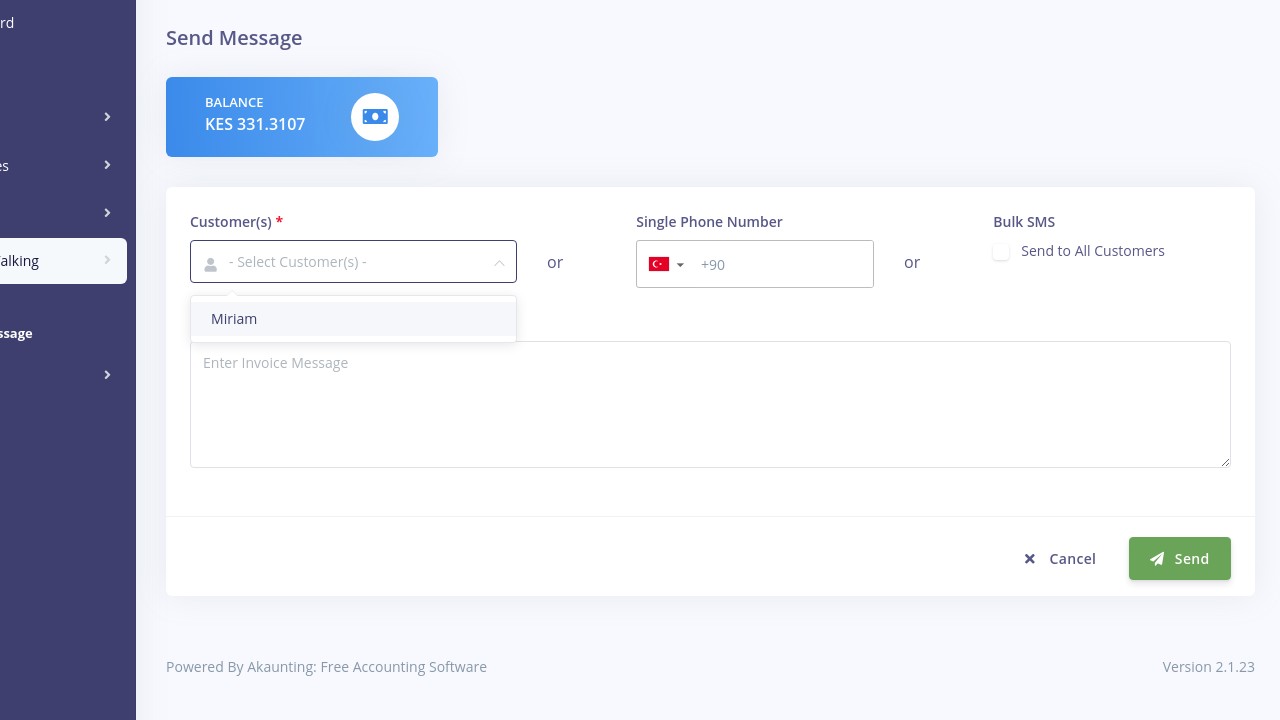 rd
Send Message
BALANCE
KES 331.3107
es
alking
ssage
Customer(s) *
- Select Customer(s) -
or
Single Phone Number
+90
or
Bulk SMS
Send to All Customers
Miriam
Enter Invoice Message
Cancel
Send
Powered By Akaunting: Free Accounting Software
Version 2.1.23